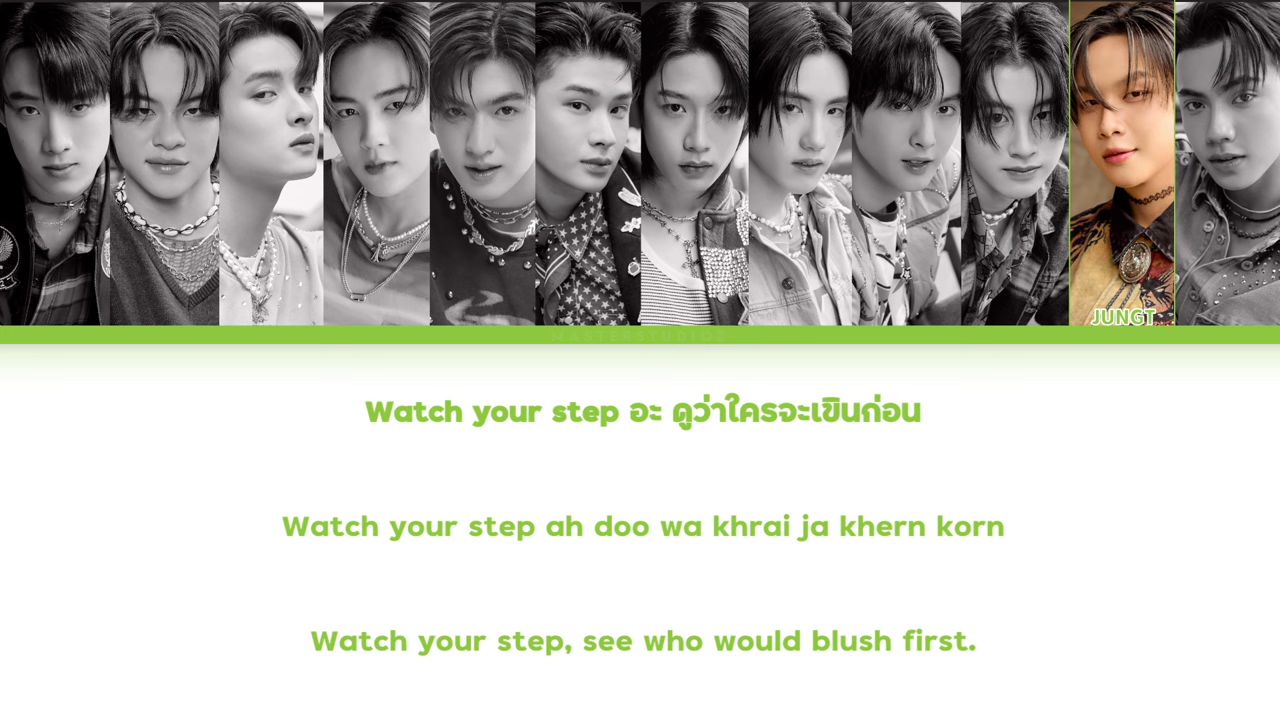 JUNGT
MASTERSTUDIOZ
Watch your step อะ ดูว่าใครจะเขินก่อน
Watch your step ah doo wa khrai ja khern korn
Watch your step, see who would blush first.